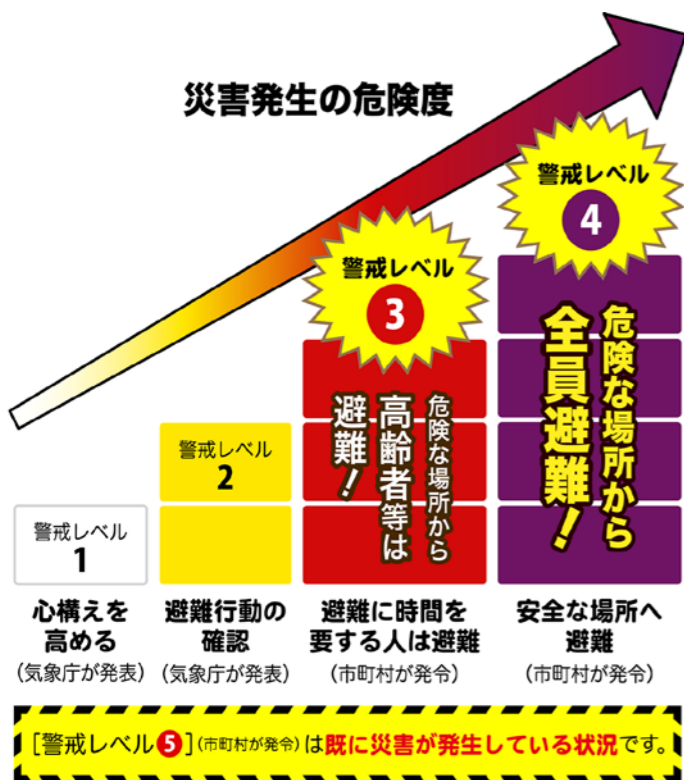 災害発生の危険度
警戒レベル
4
警戒レベル
3
危険な場所から
全員避難！
危険な場所から
高齢者等は
避難！
警戒レベル
2
警戒レベル
1
心構えを
高める
(気象庁が発表)
避難行動の
確認
(気象庁が発表)
避難に時間を
要する人は避難
(市町村が発令)
安全な場所へ
避難
(市町村が発令)
[警戒レベル5](市町村が発令)は既に災害が発生している状況です。